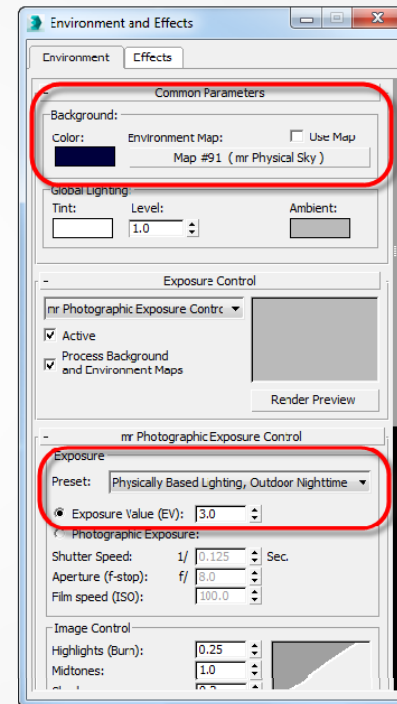 Environment and Effects
Environment Effects
- Common Parameters
Background:
Color: Environment Map: Use Map
Map #91 ( mr Physical Sky )
Global Lighting
Tint: Level: Ambient:
1.0
- Exposure Control
mr Photographic Exposure Contrc
Active
Process Background
and Environment Maps
Render Preview
- mr Photographic Exposure Control
Exposure
Preset: Physically Based Lghting, Outdoor Nighttime
Exposure Value (EV): 3.0
Photographic Exposure:
Shutter Speed: 1/ 0.125 Sec.
Aperture (f-stop): f/ 8.0
Film speed (ISO): 100.0
Image Control
Highlights (Burn): 0.25
Midtones: 1.0